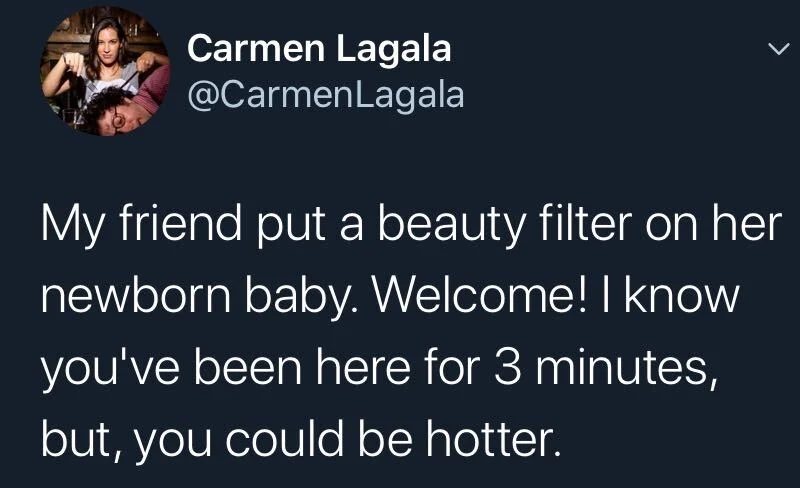 Carmen Lagala
@CarmenLagala
My friend put a beauty filter on her
newborn baby. Welcome! I know
you've been here for 3 minutes,
but, you could be hotter.